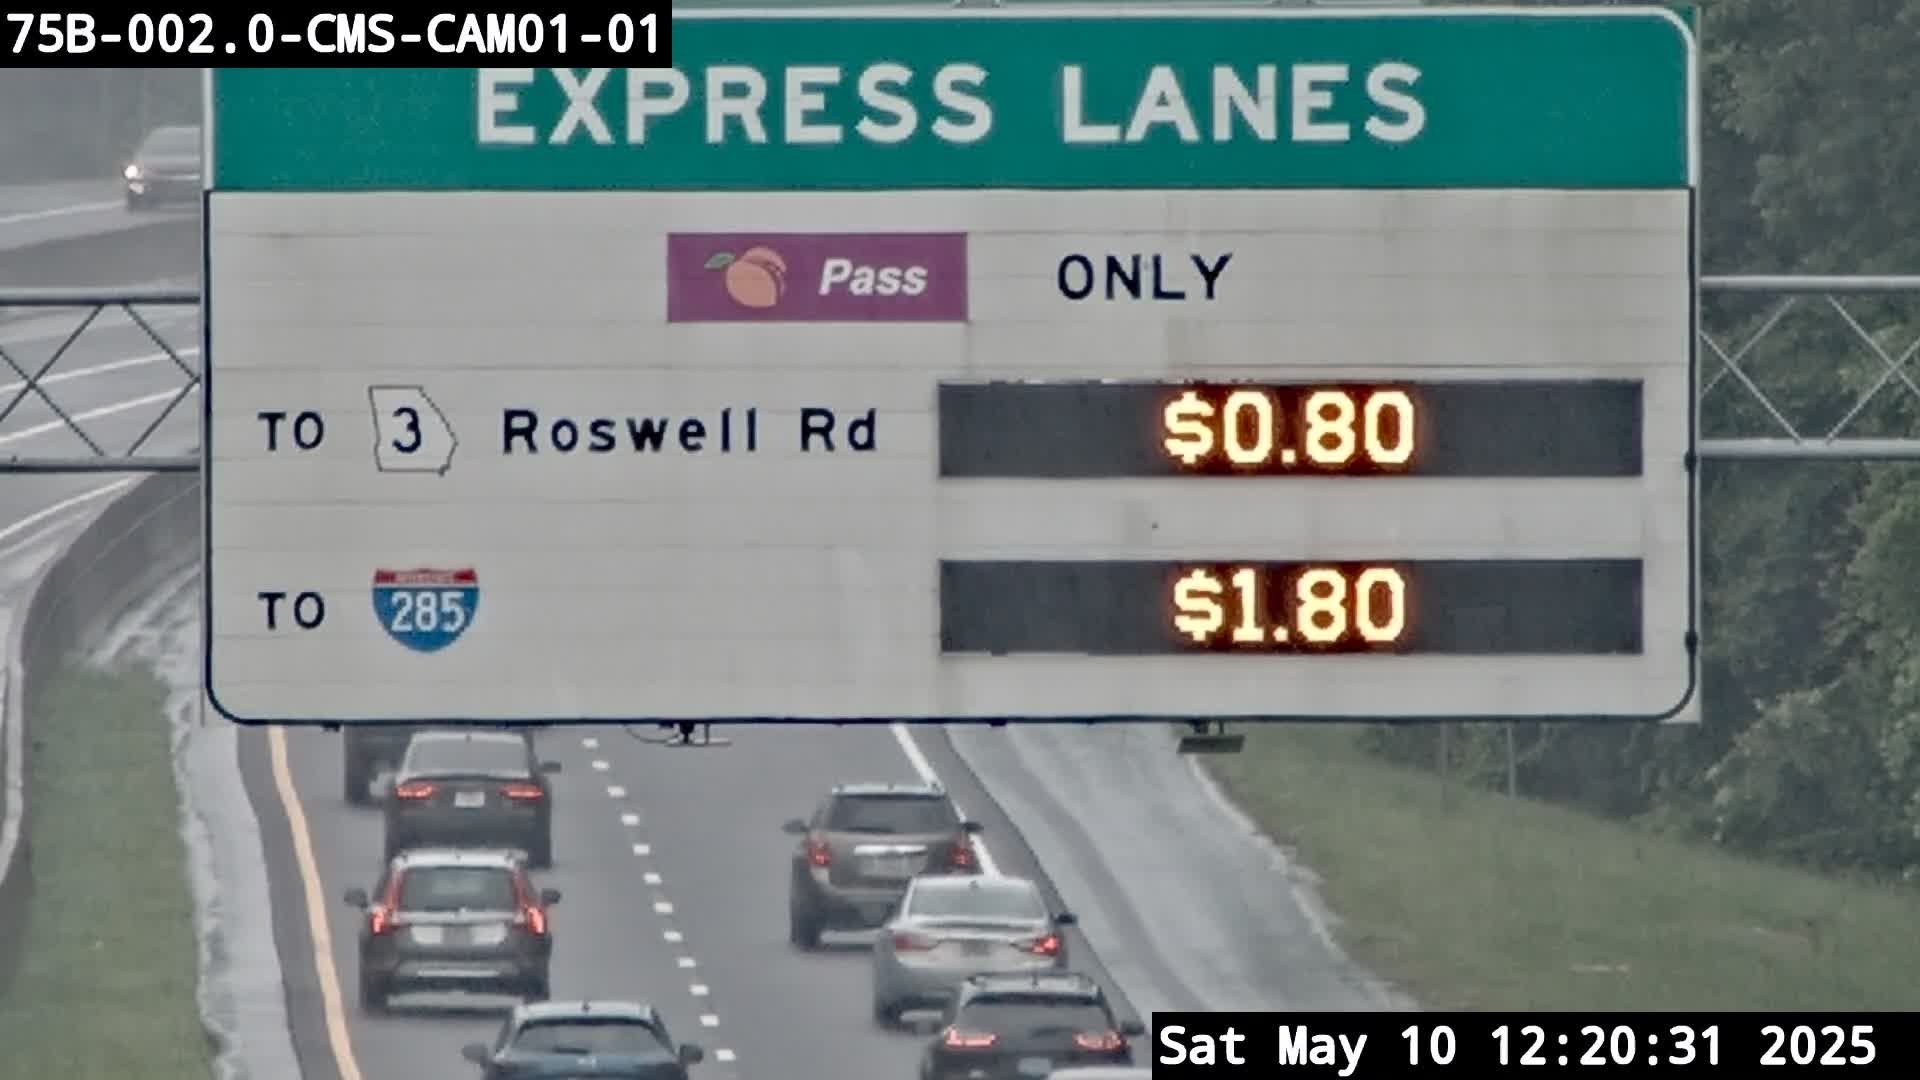 75B-002.0-CMS-CAM01-01
EXPRESS LANES
Pass ONLY
TO 3 Roswell Rd $0.80
TO 285 $1.80
Sat May 10 12:20:31 2025